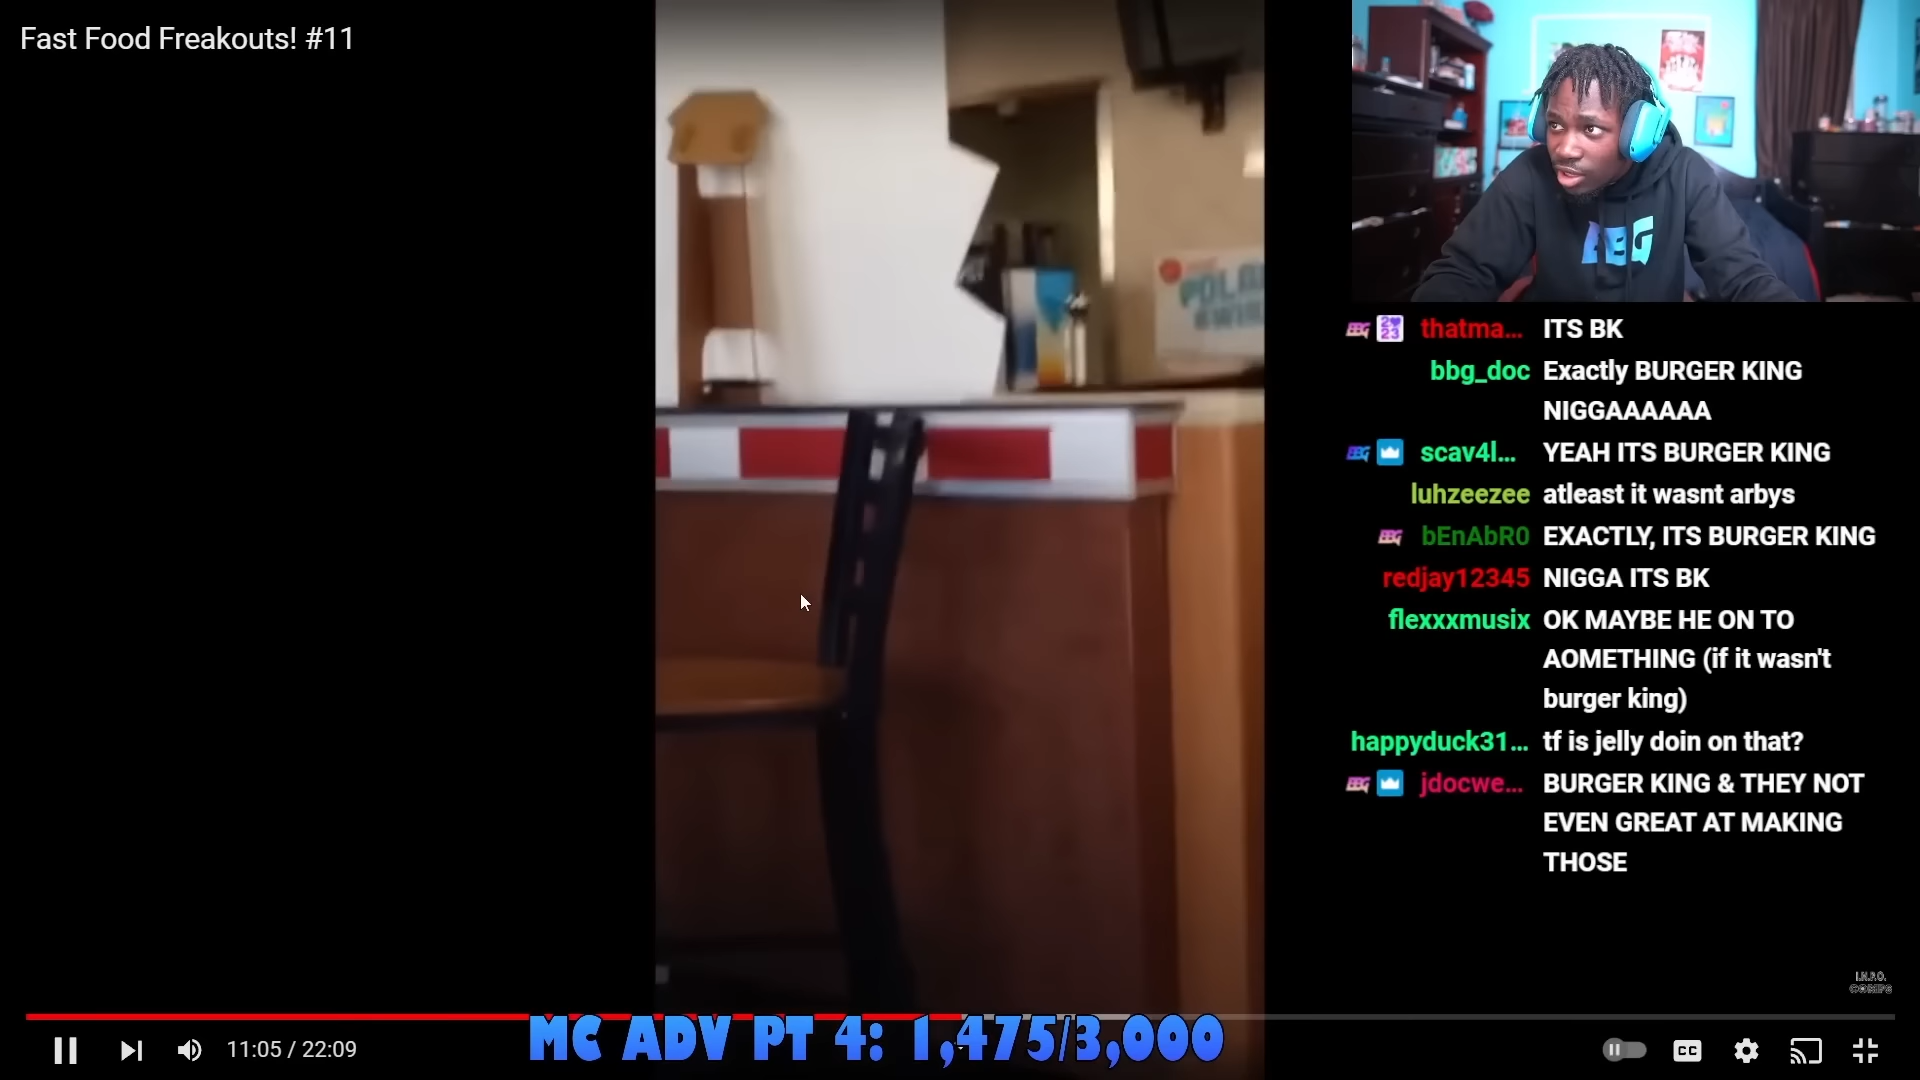 Fast Food Freakouts! #11
POLAR
BBG
thatma... ITS BK
bbg_doc Exactly BURGER KING
NIGGAAAAAA
scav4l... YEAH ITS BURGER KING
luhzeezee atleast it wasnt arbys
bEnAbR0 EXACTLY, ITS BURGER KING
redjay12345 NIGGA ITS BK
flexxxmusix OK MAYBE HE ON TO
AOMETHING (if it wasn't
burger king)
happyduck31... tf is jelly doin on that?
jdocwe... BURGER KING & THEY NOT
EVEN GREAT AT MAKING
THOSE
MC ADV PT 4: 1,475/3,000
11:05 / 22:09
CC